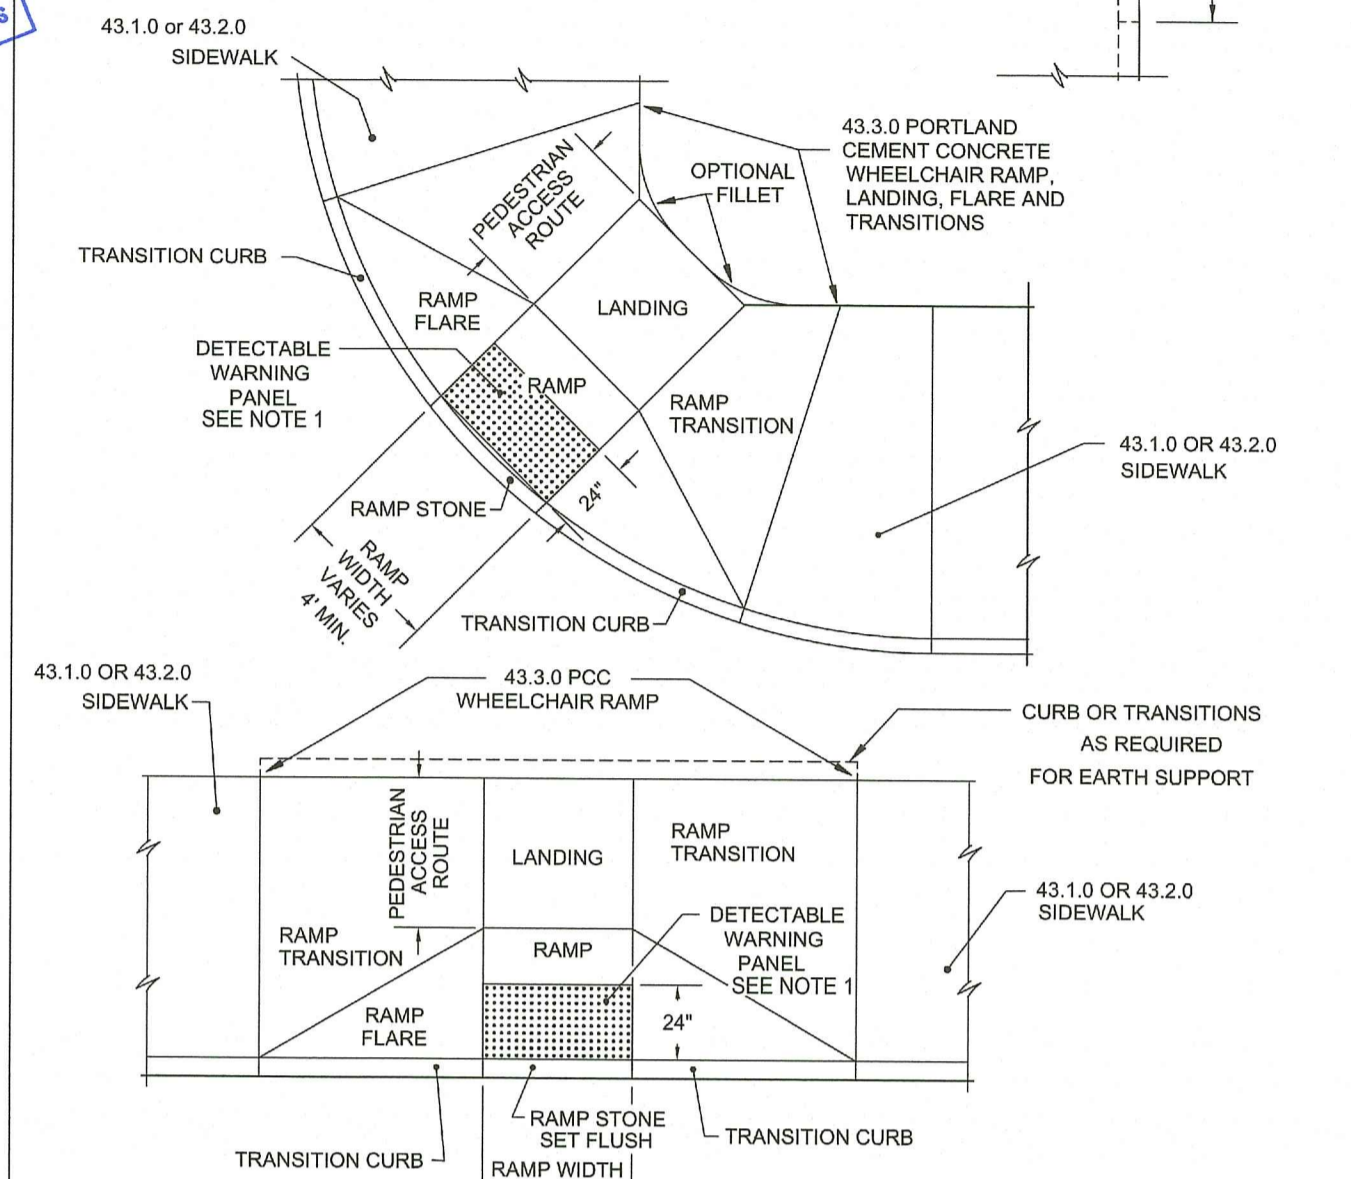 43.1.0 or 43.2.0
SIDEWALK
43.3.0 PORTLAND
CEMENT CONCRETE
WHEELCHAIR RAMP,
LANDING, FLARE AND
TRANSITIONS
OPTIONAL
FILLET
PEDESTRIAN
ACCESS
ROUTE
TRANSITION CURB
RAMP
FLARE
LANDING
DETECTABLE
WARNING
PANEL
SEE NOTE 1
RAMP
RAMP
TRANSITION
43.1.0 OR 43.2.0
SIDEWALK
24"
RAMP STONE
RAMP
WIDTH
VARIES
4' MIN.
TRANSITION CURB
43.1.0 OR 43.2.0
SIDEWALK
43.3.0 PCC
WHEELCHAIR RAMP
CURB OR TRANSITIONS
AS REQUIRED
FOR EARTH SUPPORT
PEDESTRIAN
ACCESS
ROUTE
LANDING
RAMP
TRANSITION
43.1.0 OR 43.2.0
SIDEWALK
DETECTABLE
WARNING
PANEL
SEE NOTE 1
RAMP
TRANSITION
RAMP
RAMP
FLARE
24"
RAMP STONE
SET FLUSH
TRANSITION CURB
TRANSITION CURB
RAMP WIDTH